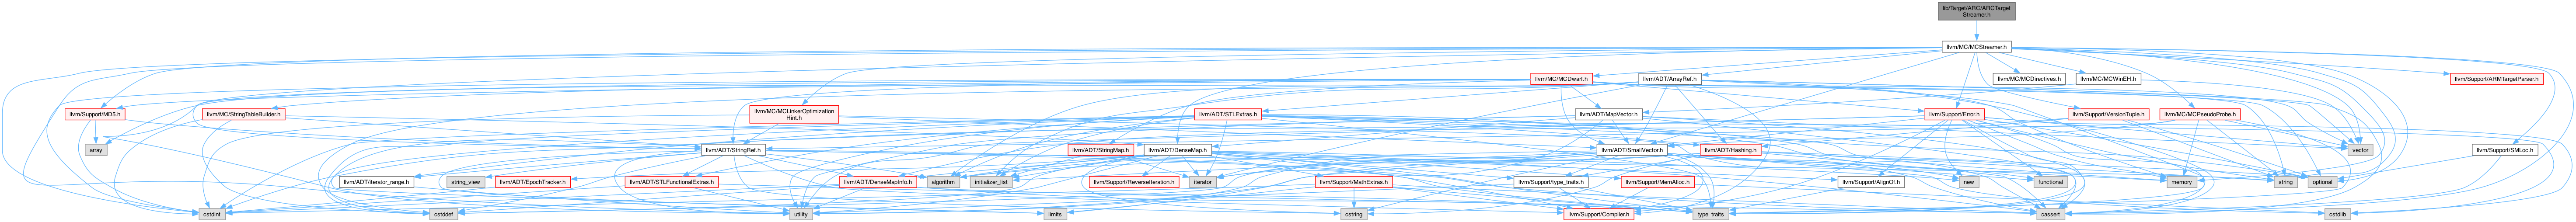 lib/Target/ARC/ARCTarget
Streamer.h
llvm/MC/MCStreamer.h
llvm/MC/MCDwarf.h
llvm/ADT/ArrayRef.h
llvm/MC/MCDirectives.h
llvm/MC/MCWinEH.h
llvm/Support/ARMTargetParser.h
llvm/Support/MD5.h
llvm/MC/StringTableBuilder.h
llvm/MC/MCLinkerOptimization
Hint.h
llvm/ADT/STLExtras.h
llvm/ADT/MapVector.h
llvm/Support/Error.h
llvm/Support/VersionTuple.h
llvm/MC/MCPseudoProbe.h
array
llvm/ADT/StringRef.h
llvm/ADT/StringMap.h
llvm/ADT/DenseMap.h
llvm/ADT/SmallVector.h
llvm/ADT/Hashing.h
vector
llvm/Support/SMLoc.h
llvm/ADT/iterator_range.h
string_view
llvm/ADT/EpochTracker.h
llvm/ADT/STLFunctionalExtras.h
llvm/ADT/DenseMapInfo.h
algorithm
initializer_list
llvm/Support/ReverseIteration.h
iterator
llvm/Support/MathExtras.h
llvm/Support/type_traits.h
llvm/Support/MemAlloc.h
llvm/Support/AlignOf.h
new
functional
memory
string
optional
cstdint
cstddef
utility
limits
cstring
llvm/Support/Compiler.h
type_traits
cassert
cstdlib